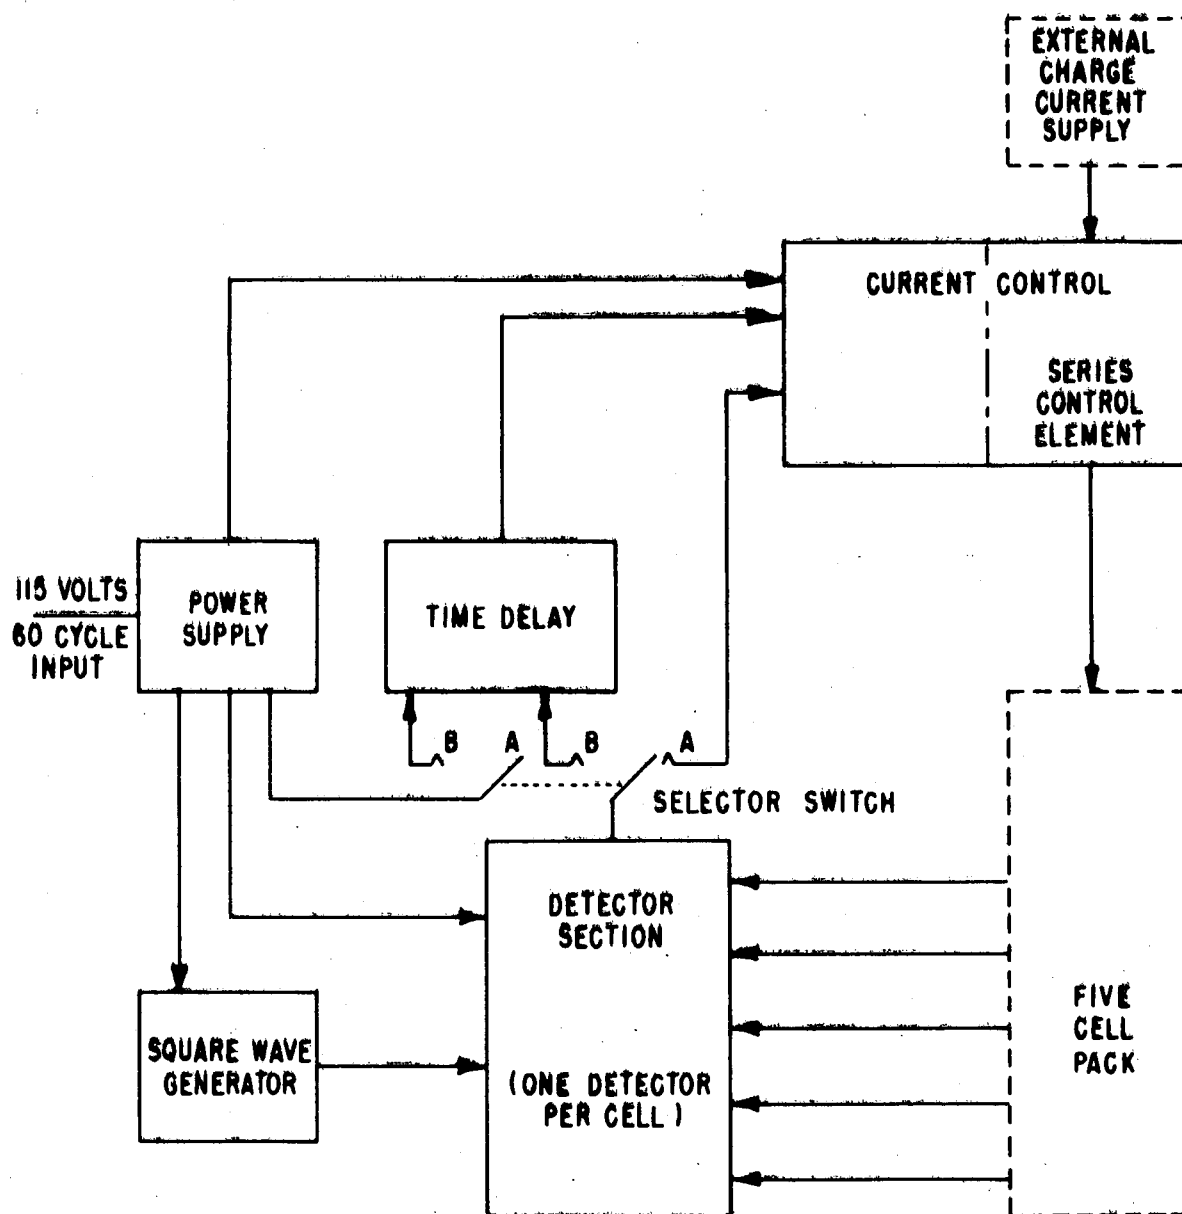 EXTERNAL
CHARGE
CURRENT
SUPPLY
CURRENT CONTROL
SERIES
CONTROL
ELEMENT
115 VOLTS
60 CYCLE
INPUT
POWER
SUPPLY
TIME DELAY
B
A
B
A
SELECTOR SWITCH
DETECTOR
SECTION
(ONE DETECTOR
PER CELL)
SQUARE WAVE
GENERATOR
FIVE
CELL
PACK